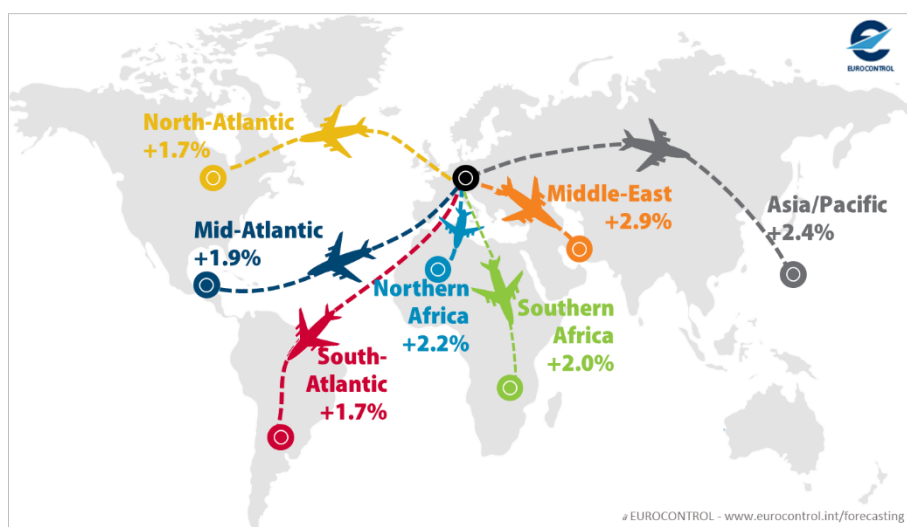 EUROCONTROL
North-Atlantic
+1.7%
Middle-East
+2.9%
Asia/Pacific
+2.4%
Mid-Atlantic
+1.9%
Northern
Africa
+2.2%
Southern
Africa
+2.0%
South-
Atlantic
+1.7%
EUROCONTROL - www.eurocontrol.int/forecasting